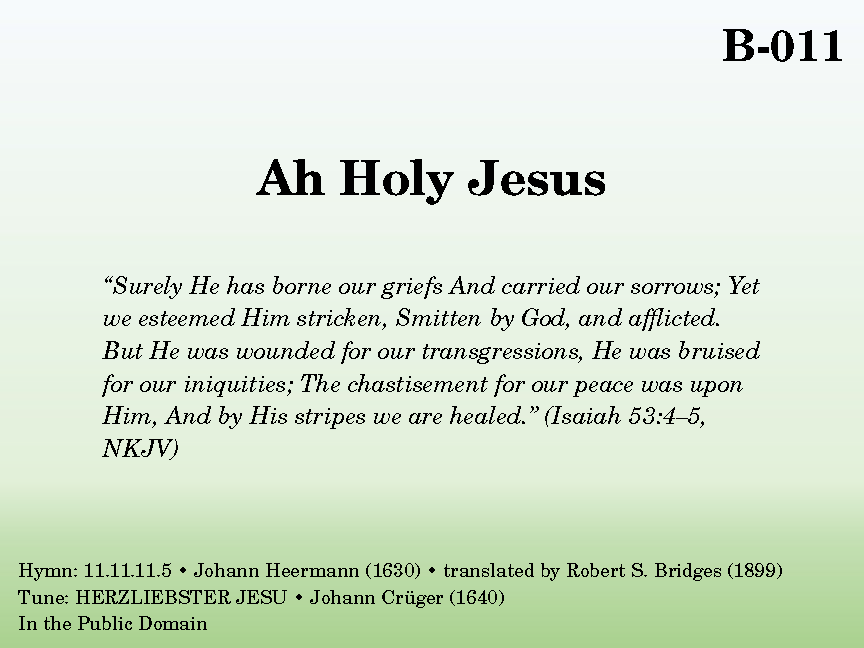 B-011
Ah Holy Jesus
“Surely He has borne our griefs And carried our sorrows; Yet
we esteemed Him stricken, Smitten by God, and afflicted.
But He was wounded for our transgressions, He was bruised
for our iniquities; The chastisement for our peace was upon
Him, And by His stripes we are healed.” (Isaiah 53:4–5,
NKJV)
Hymn: 11.11.11.5 • Johann Heermann (1630) • translated by Robert S. Bridges (1899)
Tune: HERZLIEBSTER JESU • Johann Crüger (1640)
In the Public Domain